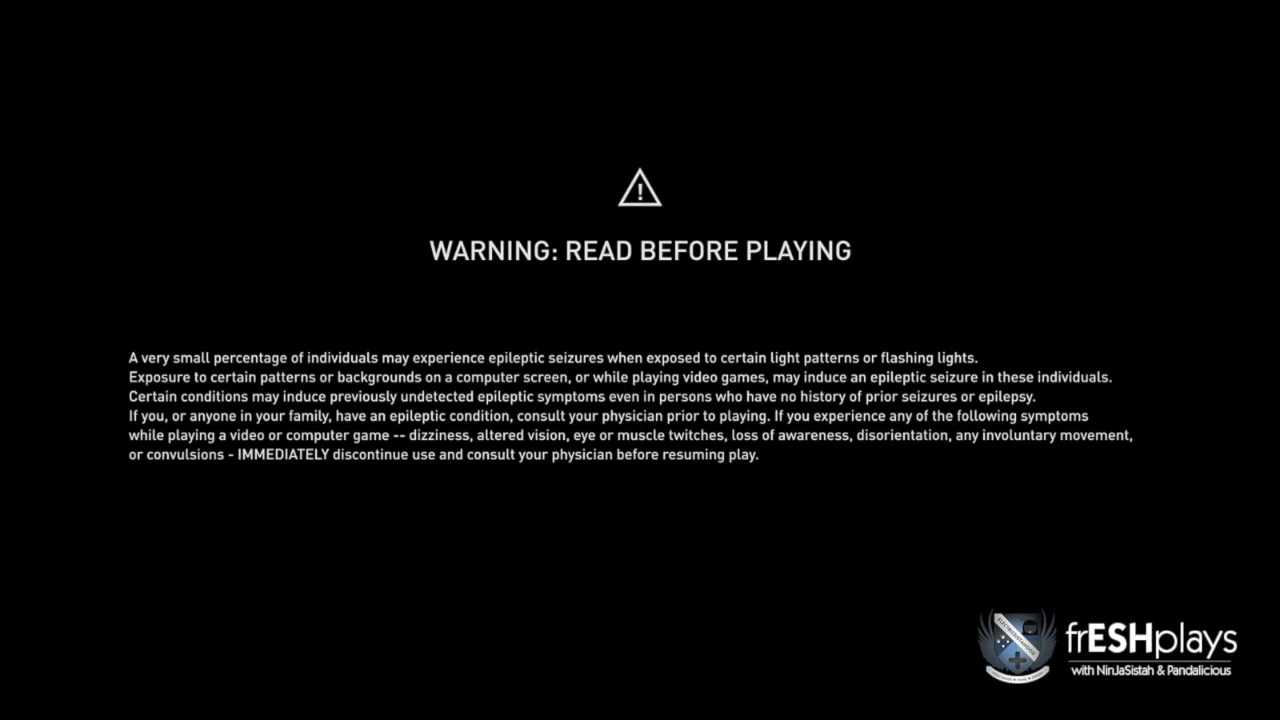 WARNING: READ BEFORE PLAYING
A very small percentage of individuals may experience epileptic seizures when exposed to certain light patterns or flashing lights.
Exposure to certain patterns or backgrounds on a computer screen, or while playing video games, may induce an epileptic seizure in these individuals.
Certain conditions may induce previously undetected epileptic symptoms even in persons who have no history of prior seizures or epilepsy.
If you, or anyone in your family, have an epileptic condition, consult your physician prior to playing. If you experience any of the following symptoms
while playing a video or computer game -- dizziness, altered vision, eye or muscle twitches, loss of awareness, disorientation, any involuntary movement,
or convulsions - IMMEDIATELY discontinue use and consult your physician before resuming play.
ELECTRICSISTAHOOD
frESHplays
with NinJaSistah & Pandalicious